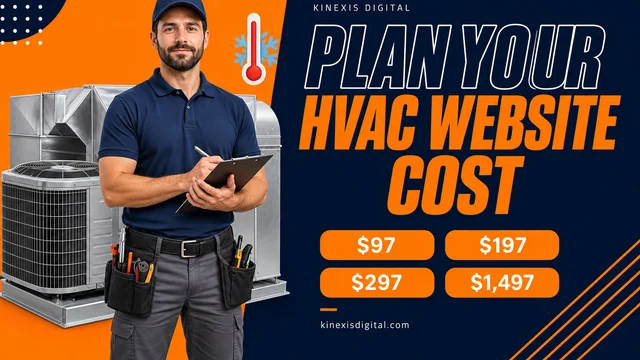 KINEXIS DIGITAL
PLAN YOUR
HVAC WEBSITE
COST
$97
$197
$297
$1,497
kinexisdigital.com